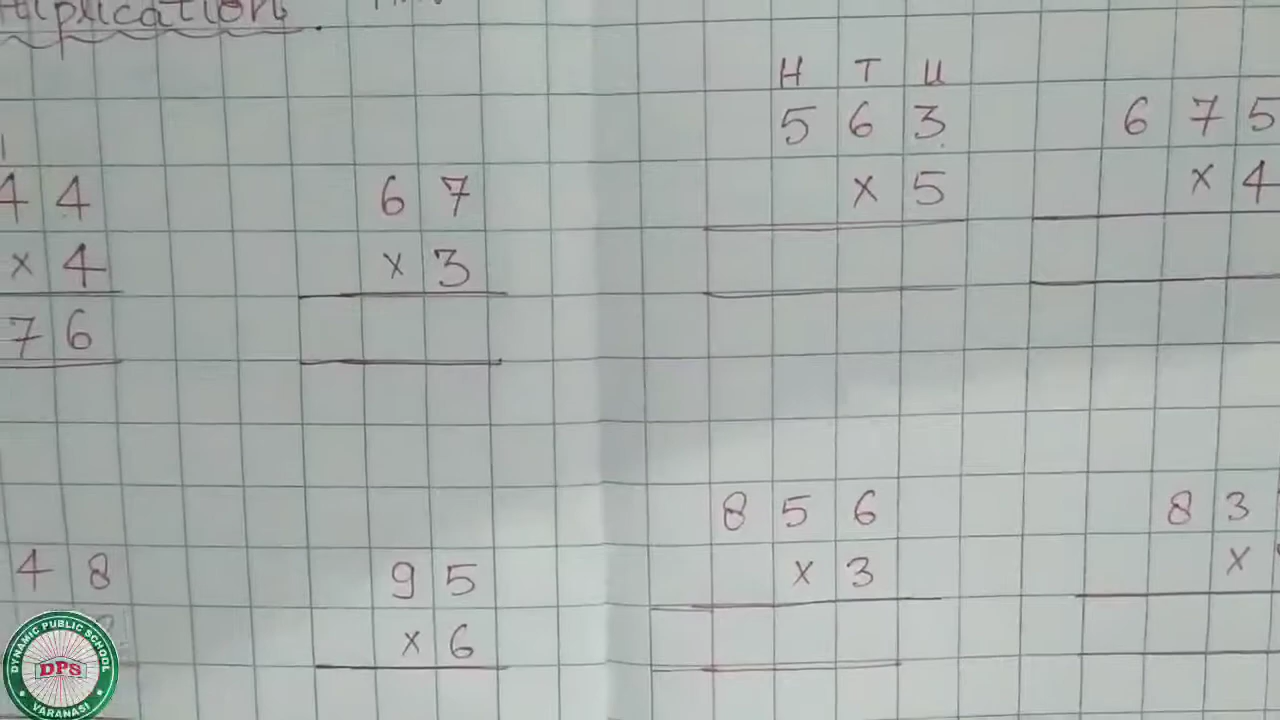 H T U
5 6 3
× 5
6 7 5
× 4
1
4 4
× 4
7 6
6 7
× 3
8 5 6
× 3
8 3
×
4 8
9 5
× 6
DYNAMIC PUBLIC SCHOOL
DPS
VARANASI